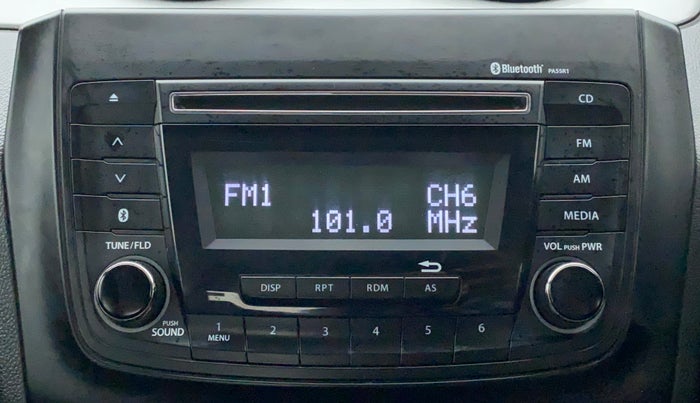 Bluetooth PA5SR1
CD
FM
AM
MEDIA
FM1 CH6
101.0 MHz
TUNE/FLD
VOL PUSH PWR
DISP RPT RDM AS
PUSH
SOUND
1 2 3 4 5 6
MENU